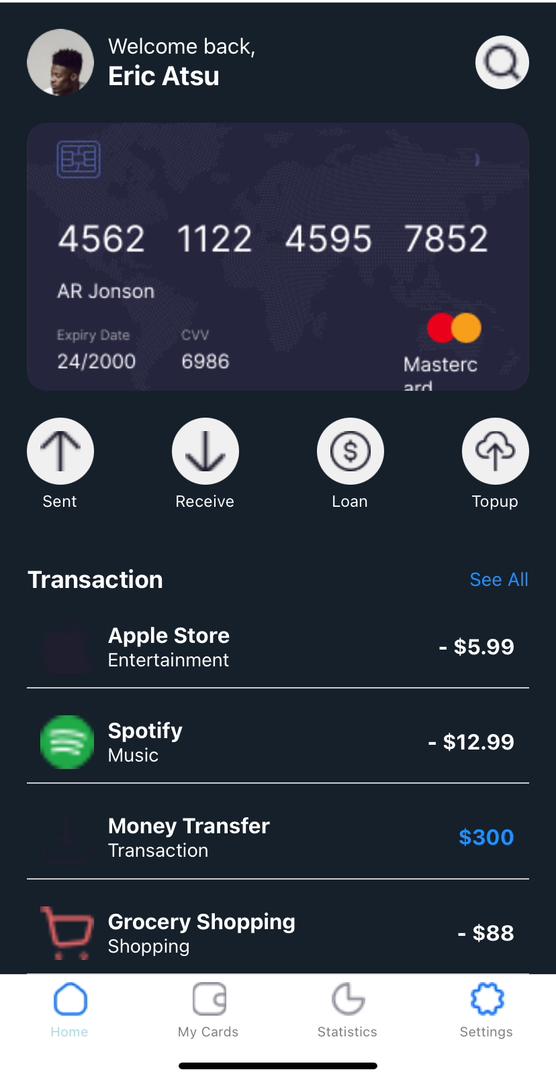 Welcome back,
Eric Atsu
4562 1122 4595 7852
AR Jonson
Expiry Date CVV
24/2000 6986
Masterc
ard
Sent Receive Loan Topup
Transaction See All
Apple Store
Entertainment
- $5.99
Spotify
Music
- $12.99
Money Transfer
Transaction
$300
Grocery Shopping
Shopping
- $88
Home My Cards Statistics Settings